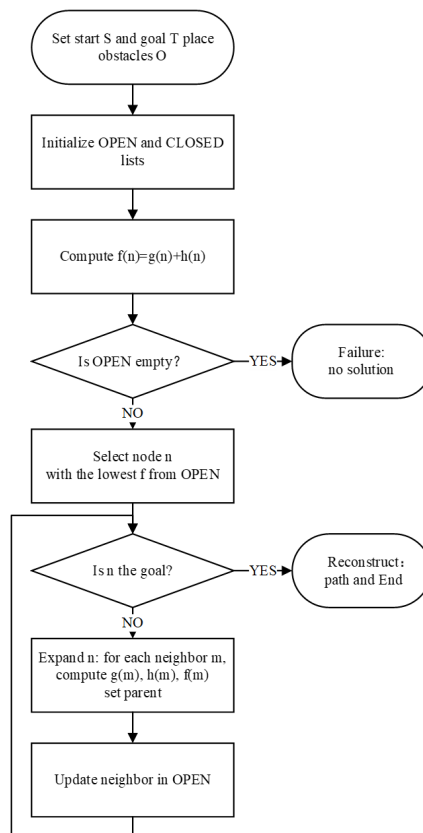 Set start S and goal T place
obstacles O
Initialize OPEN and CLOSED
lists
Compute f(n)=g(n)+h(n)
Is OPEN empty?
YES
Failure:
no solution
NO
Select node n
with the lowest f from OPEN
Is n the goal?
YES
Reconstruct:
path and End
NO
Expand n: for each neighbor m,
compute g(m), h(m), f(m)
set parent
Update neighbor in OPEN